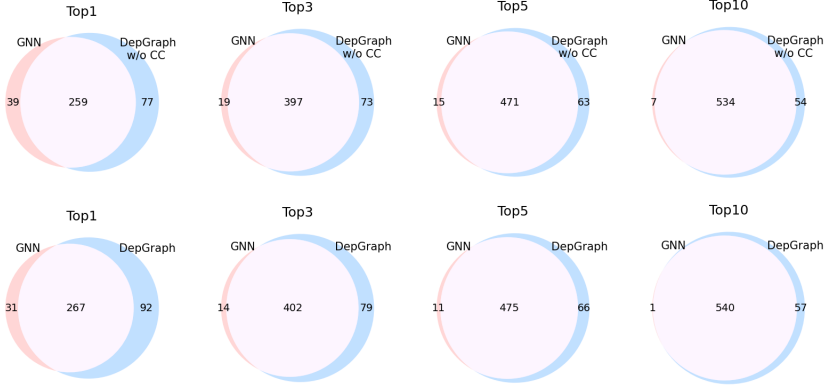 Top1
GNN
DepGraph
w/o CC
39
259
77
Top3
GNN
DepGraph
w/o CC
19
397
73
Top5
GNN
DepGraph
w/o CC
15
471
63
Top10
GNN
DepGraph
w/o CC
7
534
54
Top1
GNN
DepGraph
31
267
92
Top3
GNN
DepGraph
14
402
79
Top5
GNN
DepGraph
11
475
66
Top10
GNN
DepGraph
1
540
57